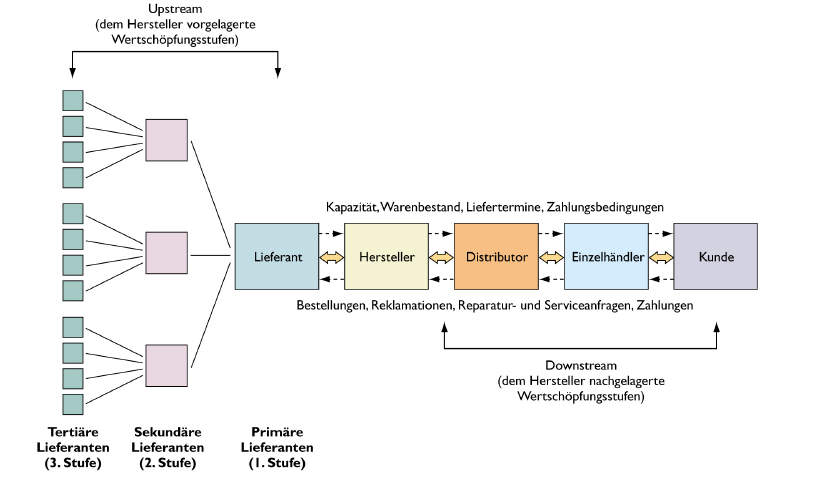 Upstream
(dem Hersteller vorgelagerte
Wertschöpfungsstufen)
Kapazität, Warenbestand, Liefertermine, Zahlungsbedingungen
Lieferant
Hersteller
Distributor
Einzelhändler
Kunde
Bestellungen, Reklamationen, Reparatur- und Serviceanfragen, Zahlungen
Downstream
(dem Hersteller nachgelagerte
Wertschöpfungsstufen)
Tertiäre
Lieferanten
(3. Stufe)
Sekundäre
Lieferanten
(2. Stufe)
Primäre
Lieferanten
(1. Stufe)